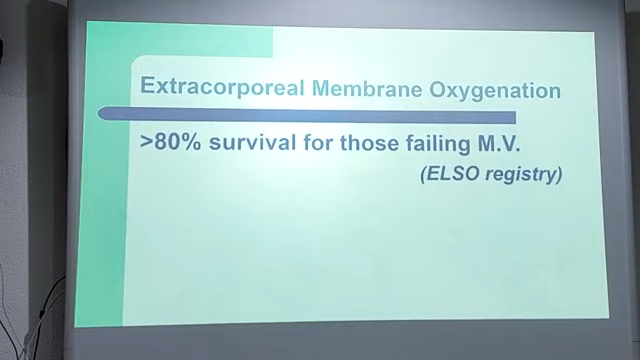 Extracorporeal Membrane Oxygenation
>80% survival for those failing M.V.
(ELSO registry)